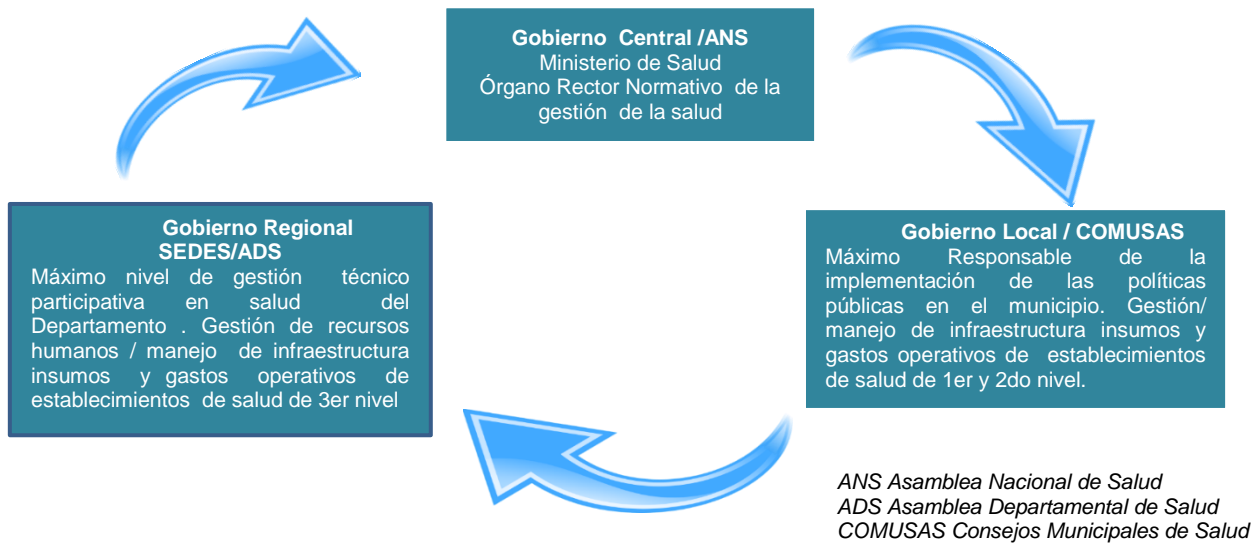 Gobierno Central /ANS
Ministerio de Salud
Órgano Rector Normativo de la
gestión de la salud
Gobierno Regional
SEDES/ADS
Máximo nivel de gestión técnico
participativa en salud del
Departamento . Gestión de recursos
humanos / manejo de infraestructura
insumos y gastos operativos de
establecimientos de salud de 3er nivel
Gobierno Local / COMUSAS
Máximo Responsable de la
implementación de las políticas
públicas en el municipio. Gestión/
manejo de infraestructura insumos y
gastos operativos de establecimientos
de salud de 1er y 2do nivel.
ANS Asamblea Nacional de Salud
ADS Asamblea Departamental de Salud
COMUSAS Consejos Municipales de Salud